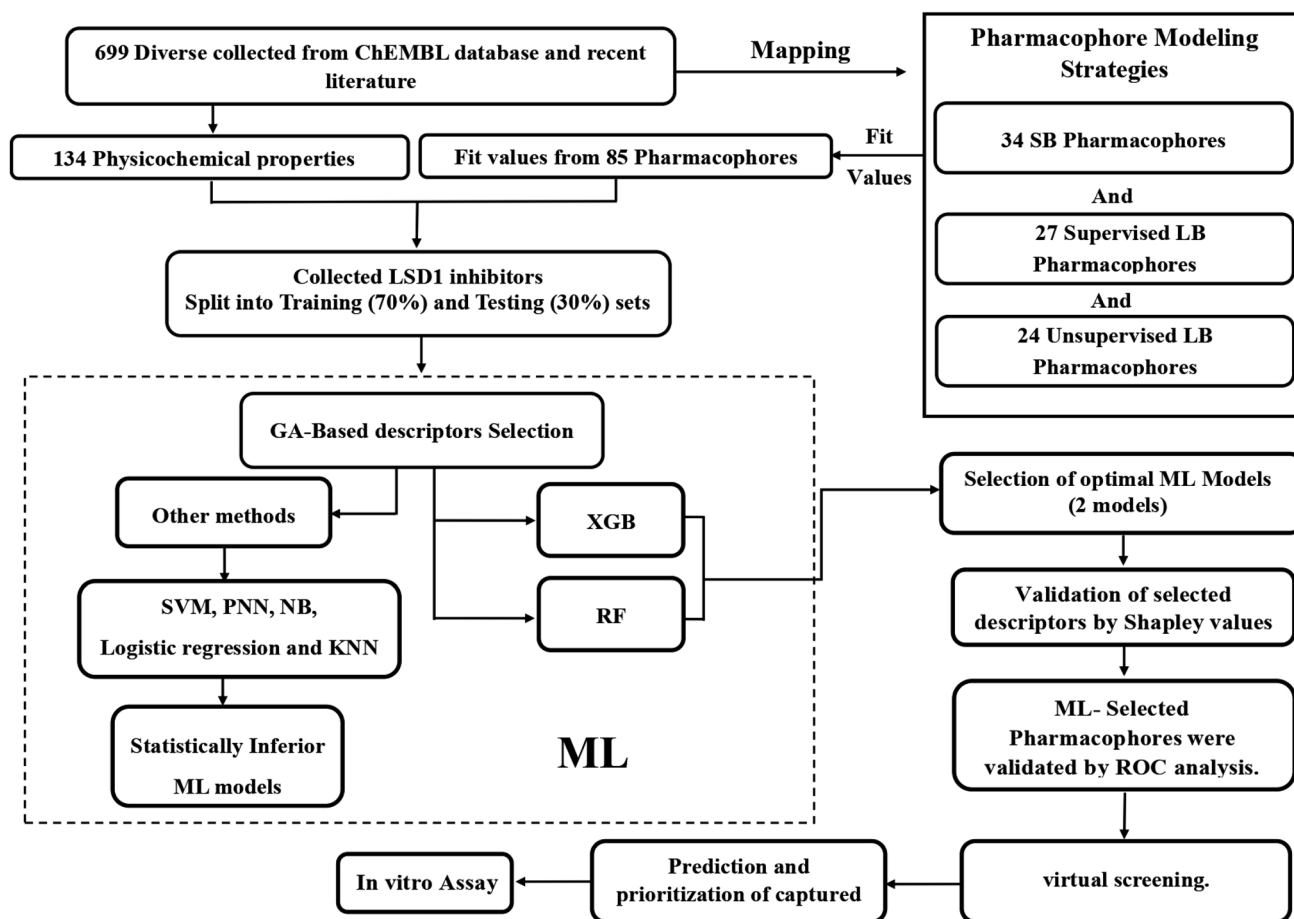 699 Diverse collected from ChEMBL database and recent
literature
Mapping
Pharmacophore Modeling
Strategies
34 SB Pharmacophores
And
27 Supervised LB
Pharmacophores
And
24 Unsupervised LB
Pharmacophores
134 Physicochemical properties
Fit values from 85 Pharmacophores
Fit
Values
Collected LSD1 inhibitors
Split into Training (70%) and Testing (30%) sets
GA-Based descriptors Selection
Other methods
XGB
RF
SVM, PNN, NB,
Logistic regression and KNN
Statistically Inferior
ML models
ML
Selection of optimal ML Models
(2 models)
Validation of selected
descriptors by Shapley values
ML- Selected
Pharmacophores were
validated by ROC analysis.
virtual screening.
Prediction and
prioritization of captured
In vitro Assay